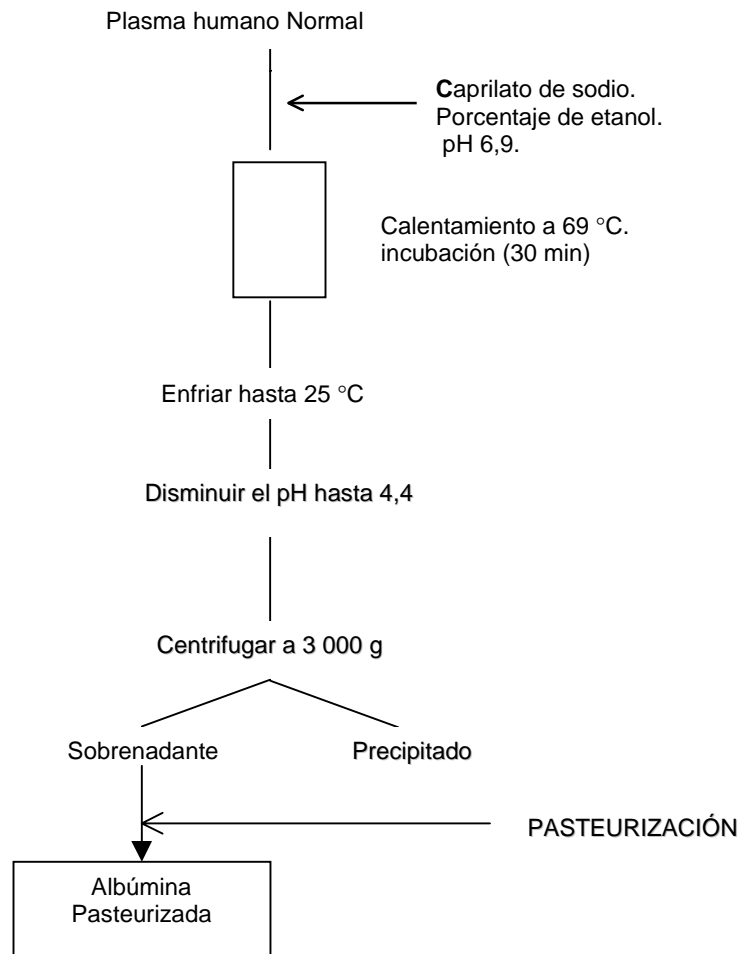 Plasma humano Normal
Caprilato de sodio.
Porcentaje de etanol.
pH 6,9.
Calentamiento a 69 °C.
incubación (30 min)
Enfriar hasta 25 °C
Disminuir el pH hasta 4,4
Centrifugar a 3 000 g
Sobrenadante
Precipitado
PASTEURIZACIÓN
Albúmina
Pasteurizada